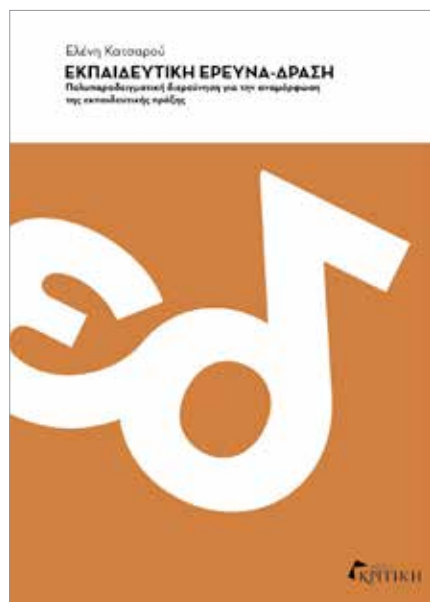 Ελένη Κατσαρού
ΕΚΠΑΙΔΕΥΤΙΚΗ ΕΡΕΥΝΑ-ΔΡΑΣΗ
Πολυπαραδειγματική διερεύνηση για την αναμόρφωση
της εκπαιδευτικής πράξης
ΚΡΙΤΙΚΗ